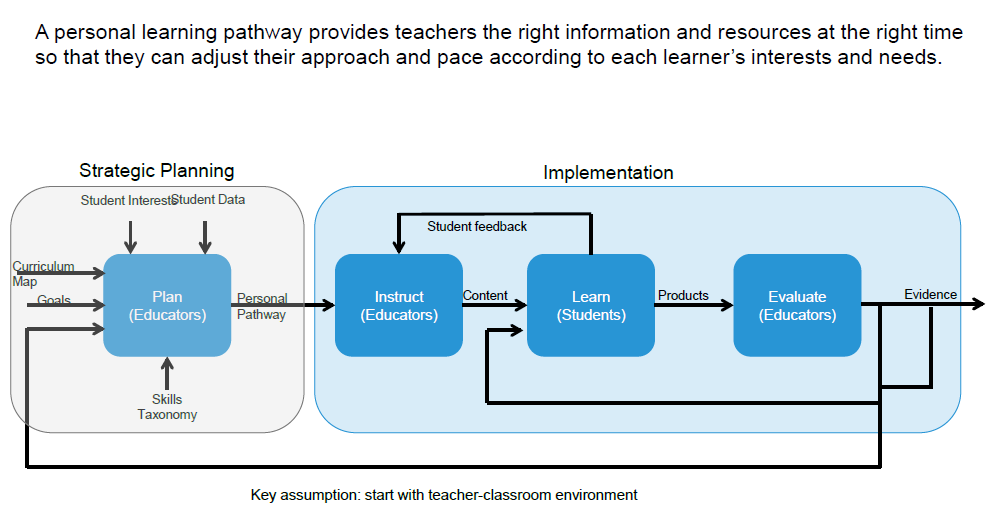 A personal learning pathway provides teachers the right information and resources at the right time
so that they can adjust their approach and pace according to each learner's interests and needs.
Strategic Planning
Implementation
Student Interests
Student Data
Student feedback
Curriculum
Map
Goals
Plan
(Educators)
Personal
Pathway
Instruct
(Educators)
Content
Learn
(Students)
Products
Evaluate
(Educators)
Evidence
Skills
Taxonomy
Key assumption: start with teacher-classroom environment